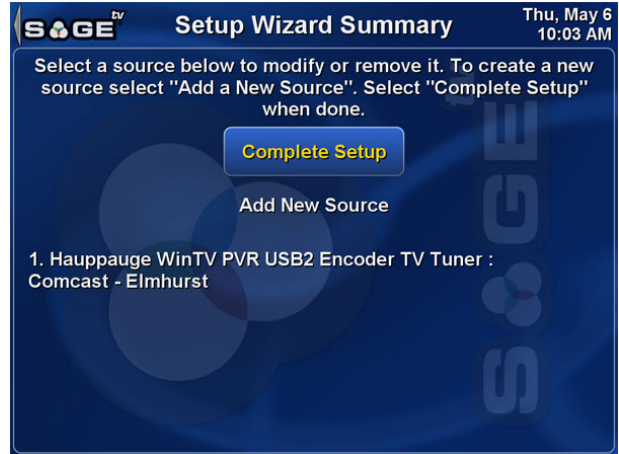 SAGE tv
Setup Wizard Summary
Thu, May 6
10:03 AM
Select a source below to modify or remove it. To create a new
source select "Add a New Source". Select "Complete Setup"
when done.
Complete Setup
Add New Source
1. Hauppauge WinTV PVR USB2 Encoder TV Tuner :
Comcast - Elmhurst
SAGE tv